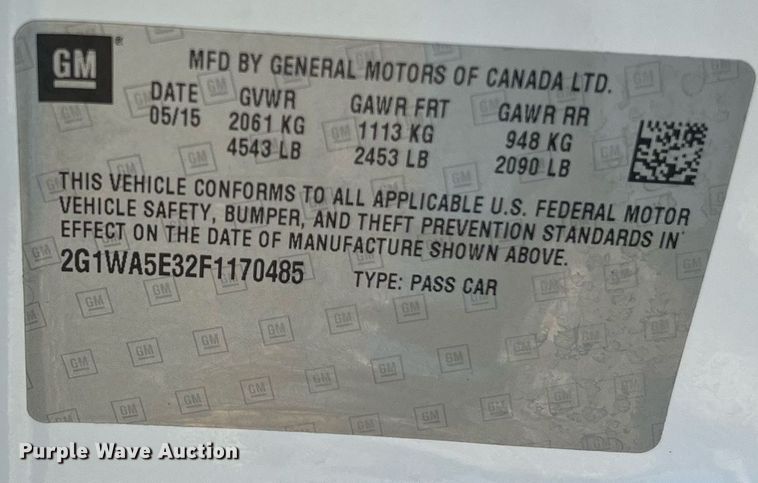 GM ®
MFD BY GENERAL MOTORS OF CANADA LTD.
DATE GVWR GAWR FRT GAWR RR
05/15 2061 KG 1113 KG 948 KG
4543 LB 2453 LB 2090 LB
THIS VEHICLE CONFORMS TO ALL APPLICABLE U.S. FEDERAL MOTOR
VEHICLE SAFETY, BUMPER, AND THEFT PREVENTION STANDARDS IN
EFFECT ON THE DATE OF MANUFACTURE SHOWN ABOVE.
2G1WA5E32F1170485 TYPE: PASS CAR
Purple Wave Auction